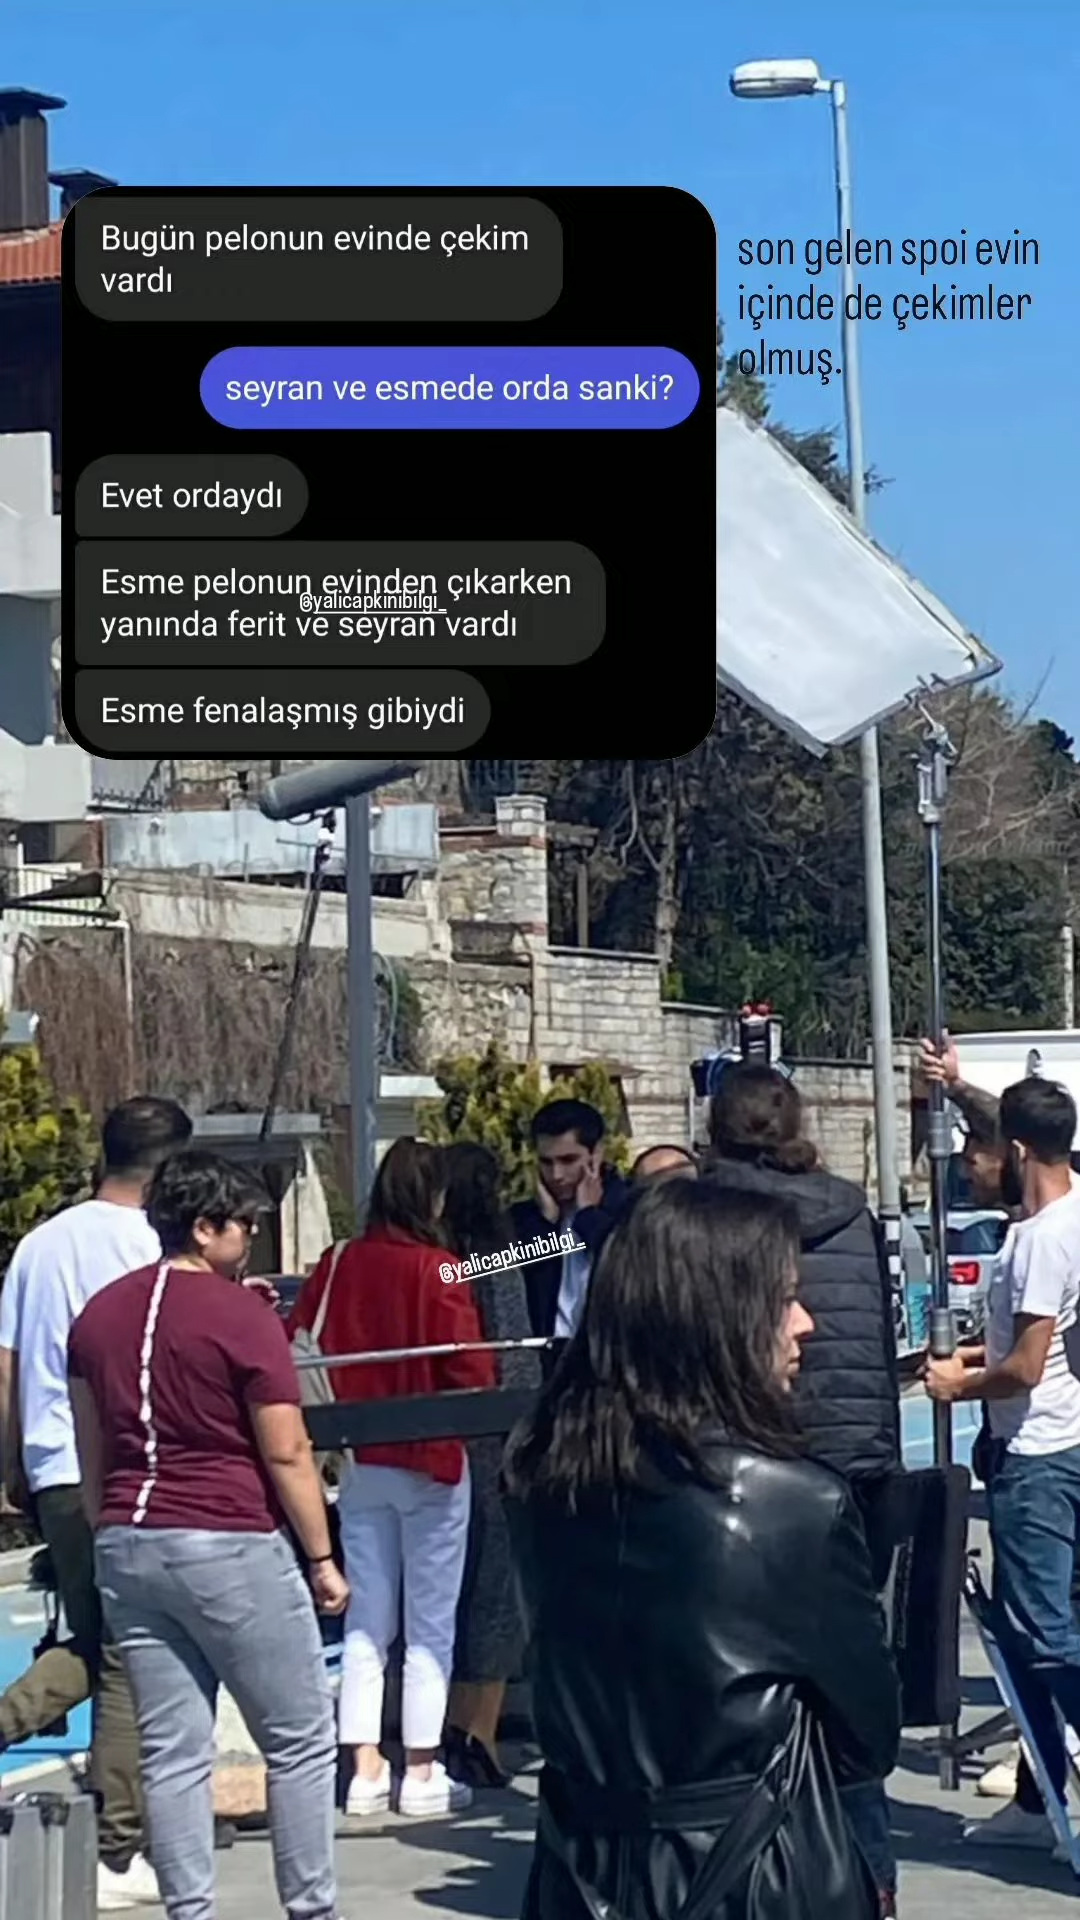 Bugün pelonun evinde çekim
vardı
son gelen spoi evin
içinde de çekimler
olmuş.
seyran ve esmede orda sanki?
Evet ordaydı
Esme pelonun evinden çıkarken
@yalicapkinibilgi_
yanında ferit ve seyran vardı
Esme fenalaşmış gibiydi
@yalicapkinibilgi_